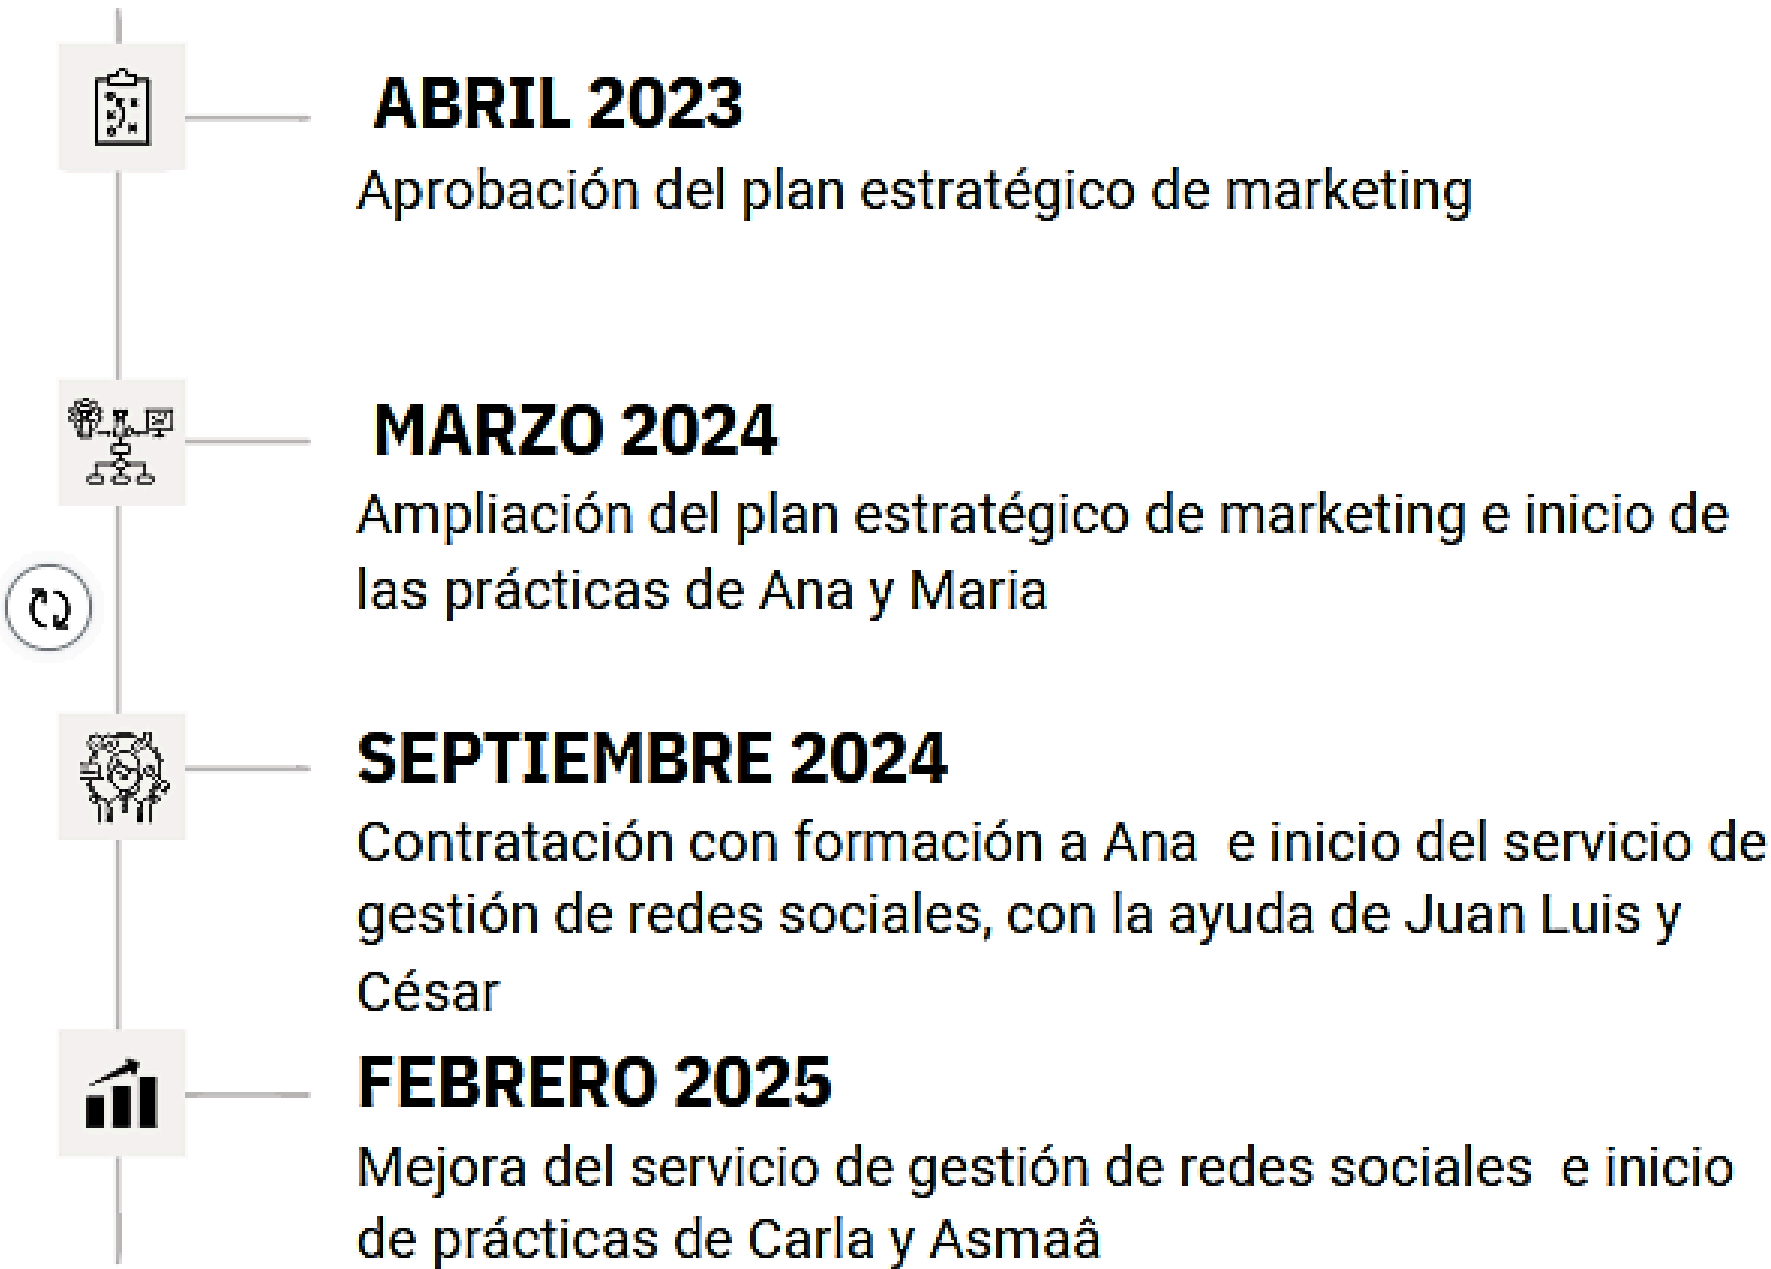 ABRIL 2023
Aprobación del plan estratégico de marketing
MARZO 2024
Ampliación del plan estratégico de marketing e inicio de
las prácticas de Ana y Maria
SEPTIEMBRE 2024
Contratación con formación a Ana  e inicio del servicio de
gestión de redes sociales, con la ayuda de Juan Luis y
César
FEBRERO 2025
Mejora del servicio de gestión de redes sociales  e inicio
de prácticas de Carla y Asmaâ